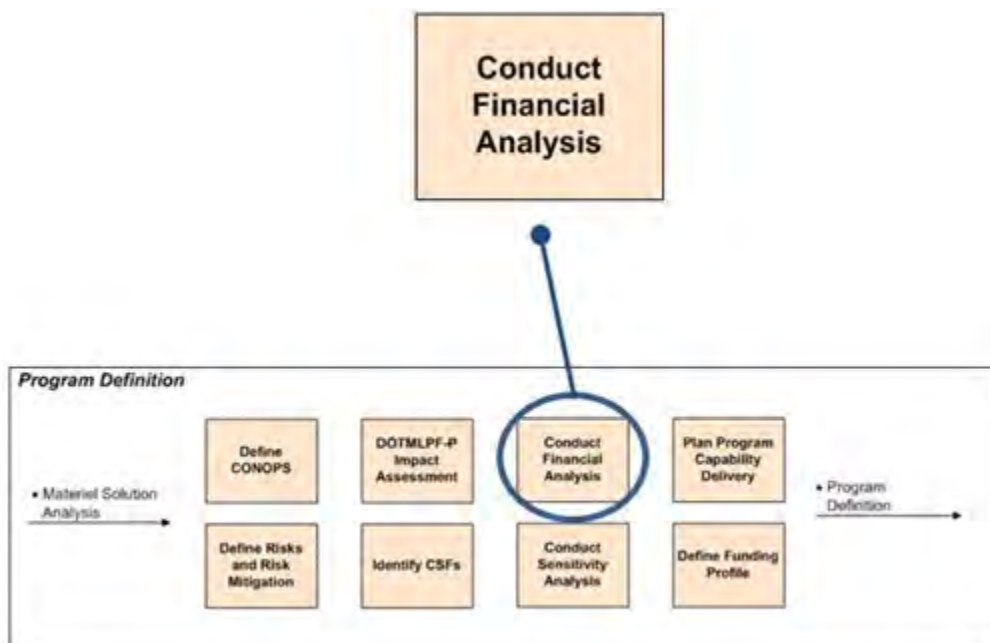 Conduct
Financial
Analysis
Program Definition
• Materiel Solution
Analysis
Define
CONOPS
DOTMLPF-P
Impact
Assessment
Conduct
Financial
Analysis
Plan Program
Capability
Delivery
Define Risks
and Risk
Mitigation
Identify CSFs
Conduct
Sensitivity
Analysis
Define Funding
Profile
• Program
Definition